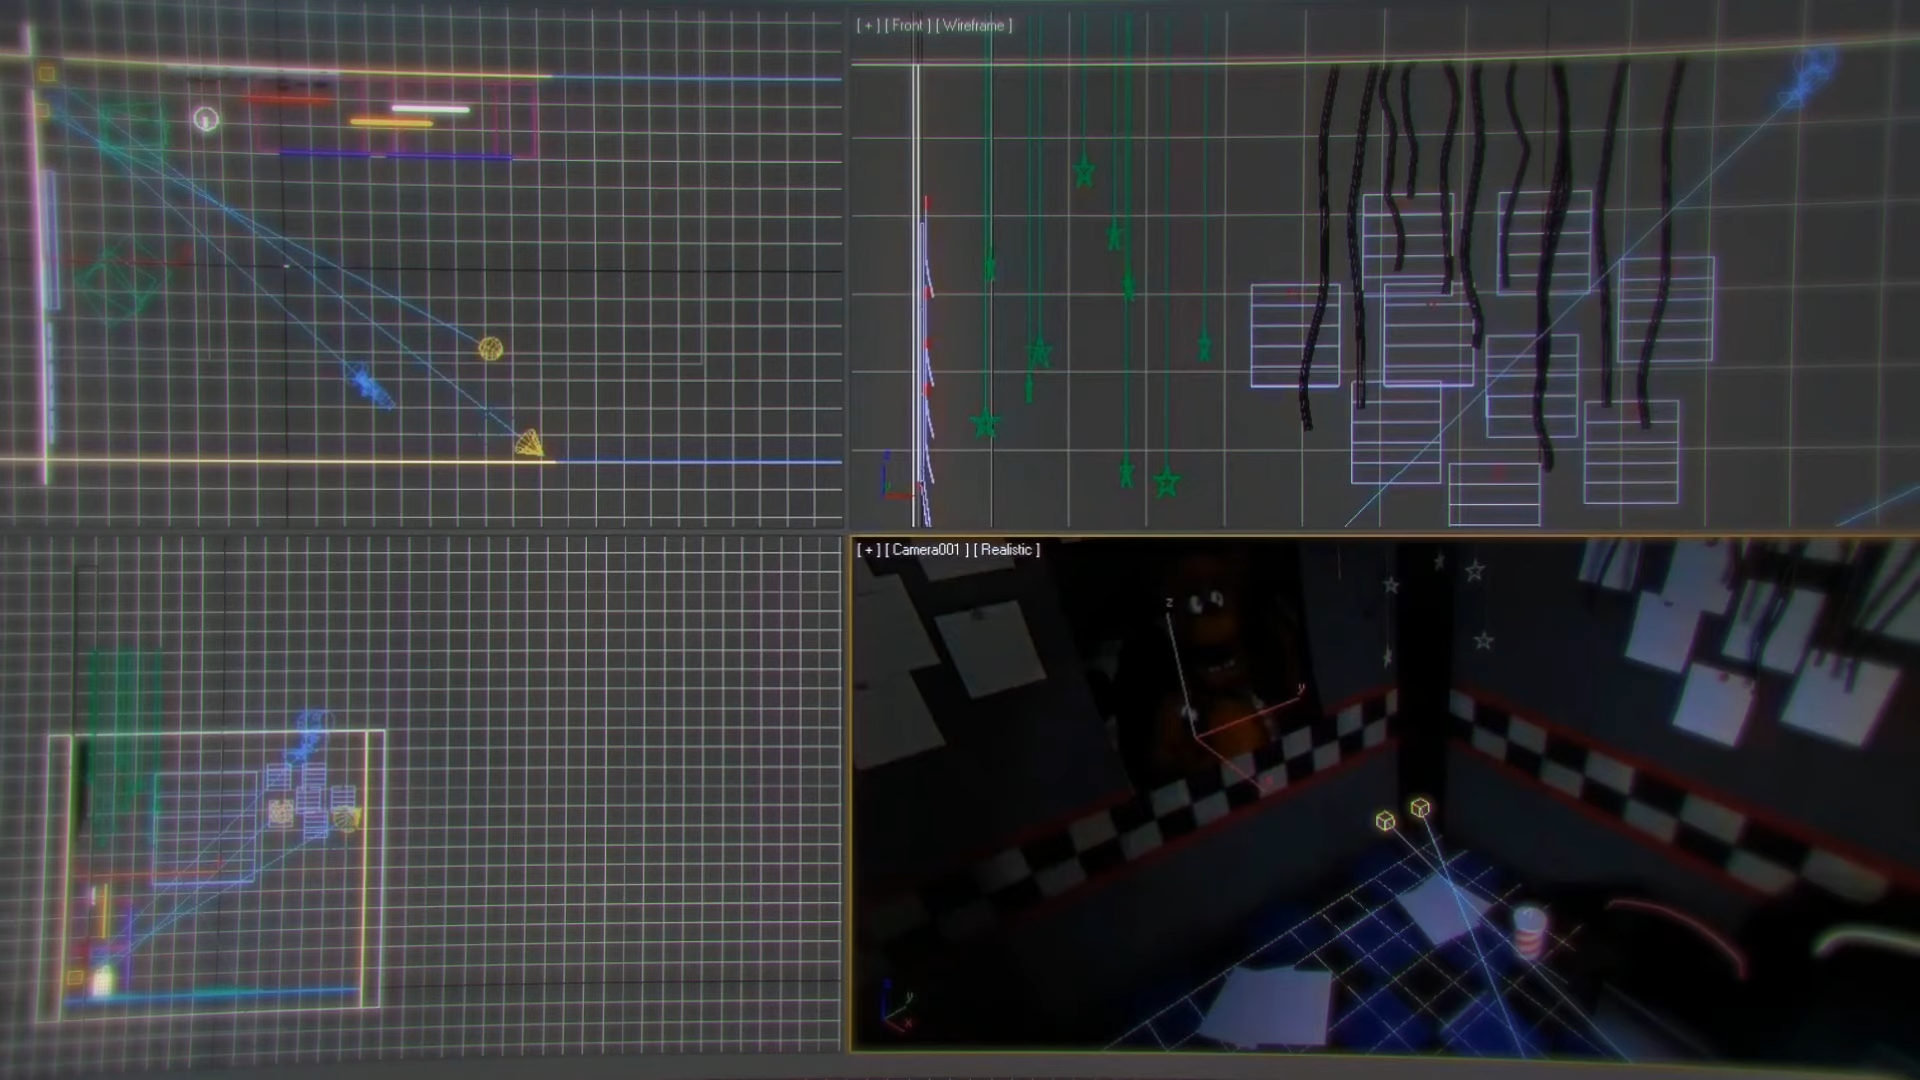 [ + ] [ Front ] [ Wireframe ]
[ + ] [ Camera001 ] [ Realistic ]
z
y
x
y
x